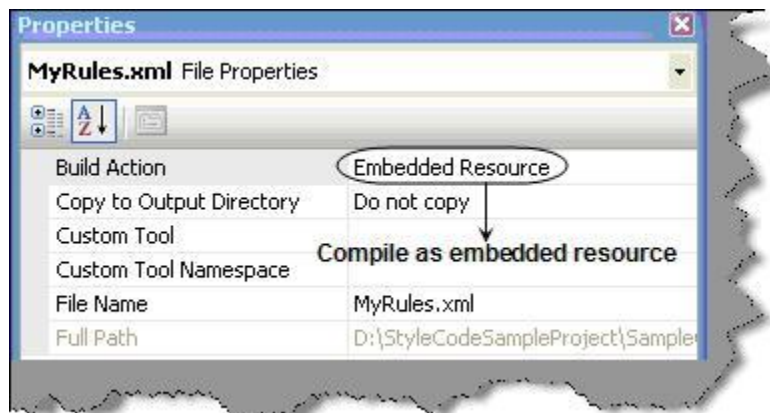 Properties
MyRules.xml File Properties
A Z
Build Action Embedded Resource
Copy to Output Directory Do not copy
Custom Tool
Compile as embedded resource
Custom Tool Namespace
File Name MyRules.xml
Full Path D:\StyleCodeSampleProject\Sample